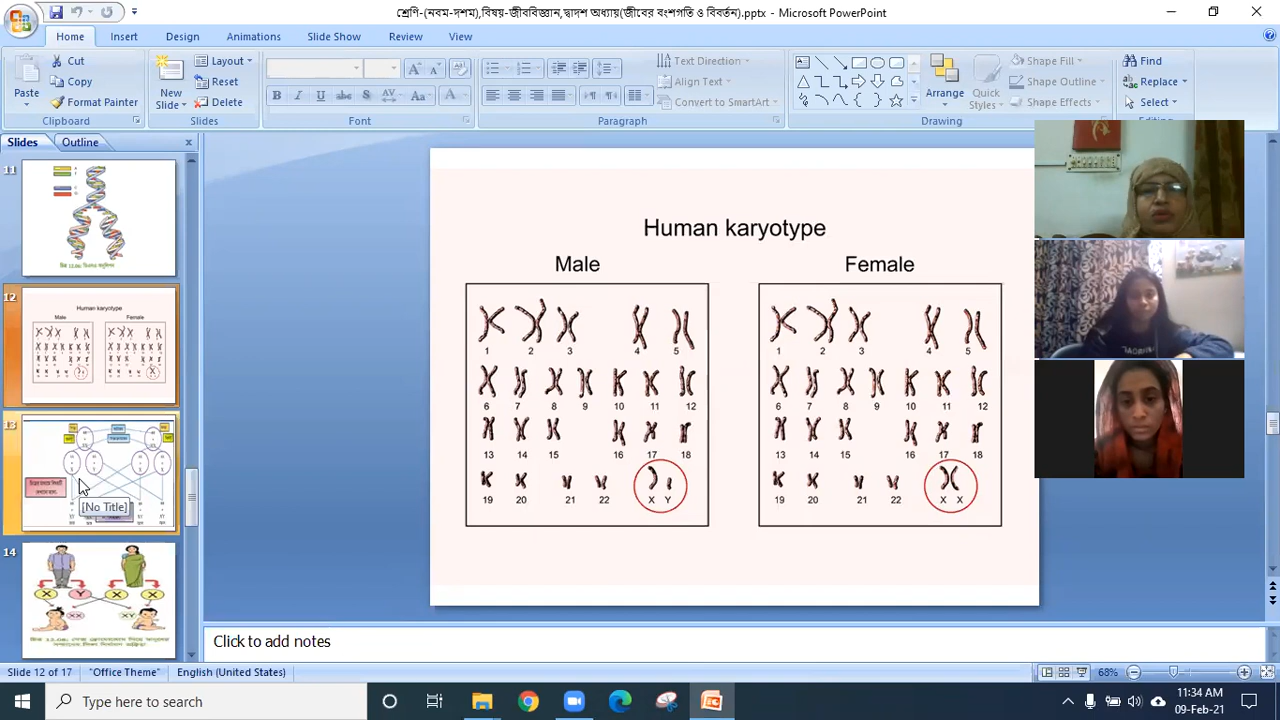 শ্রেণি-(নবম-দশম) বিষয়-জীববিজ্ঞান,দ্বাদশ অধ্যায়(জীবের বংশগতি ও বিবর্তন).pptx - Microsoft PowerPoint
Home Insert Design Animations Slide Show Review View
Paste
Cut
Copy
Format Painter
Clipboard
New Slide
Layout
Reset
Delete
Slides
Font
Text Direction
Align Text
Convert to SmartArt
Paragraph
Arrange
Quick Styles
Shape Fill
Shape Outline
Shape Effects
Drawing
Find
Replace
Select
Slides Outline
11
12
Human karyotype
Male Female
13
[No Title]
14
X Y X X
XX XY
Human karyotype
Male Female
1 2 3 4 5
6 7 8 9 10 11 12
13 14 15 16 17 18
19 20 21 22 X Y
1 2 3 4 5
6 7 8 9 10 11 12
13 14 15 16 17 18
19 20 21 22 X X
Click to add notes
Slide 12 of 17 "Office Theme" English (United States) 68%
Type here to search
11:34 AM
09-Feb-21